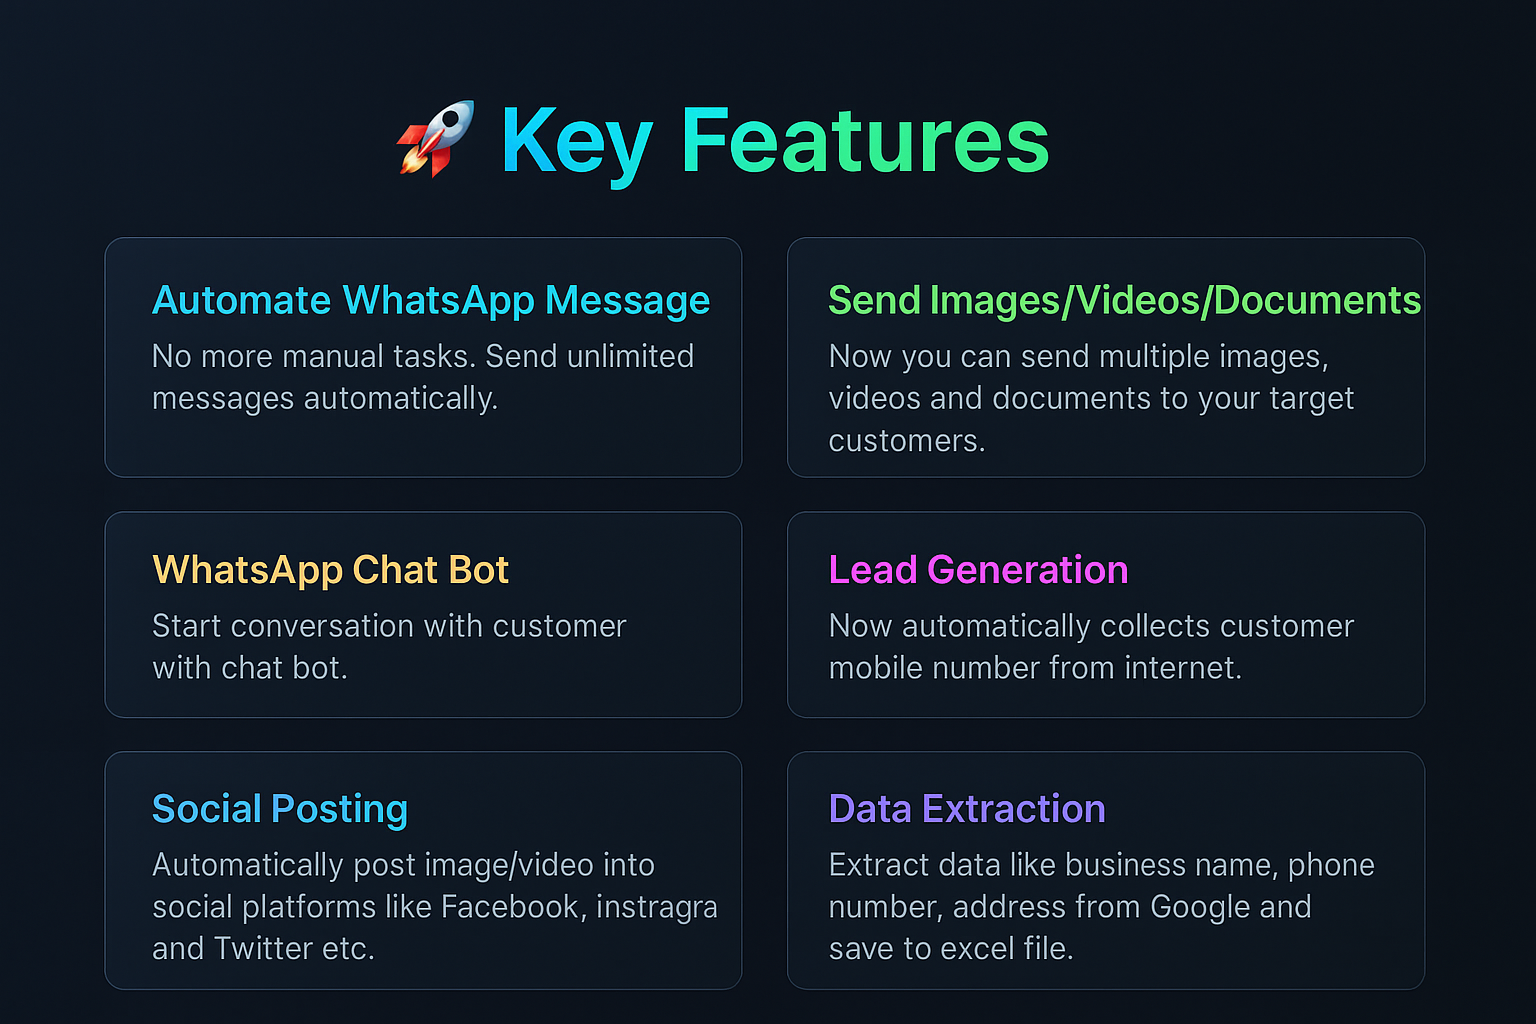 🚀 Key Features
Automate WhatsApp Message
No more manual tasks. Send unlimited
messages automatically.
Send Images/Videos/Documents
Now you can send multiple images,
videos and documents to your target
customers.
WhatsApp Chat Bot
Start conversation with customer
with chat bot.
Lead Generation
Now automatically collects customer
mobile number from internet.
Social Posting
Automatically post image/video into
social platforms like Facebook, instragra
and Twitter etc.
Data Extraction
Extract data like business name, phone
number, address from Google and
save to excel file.